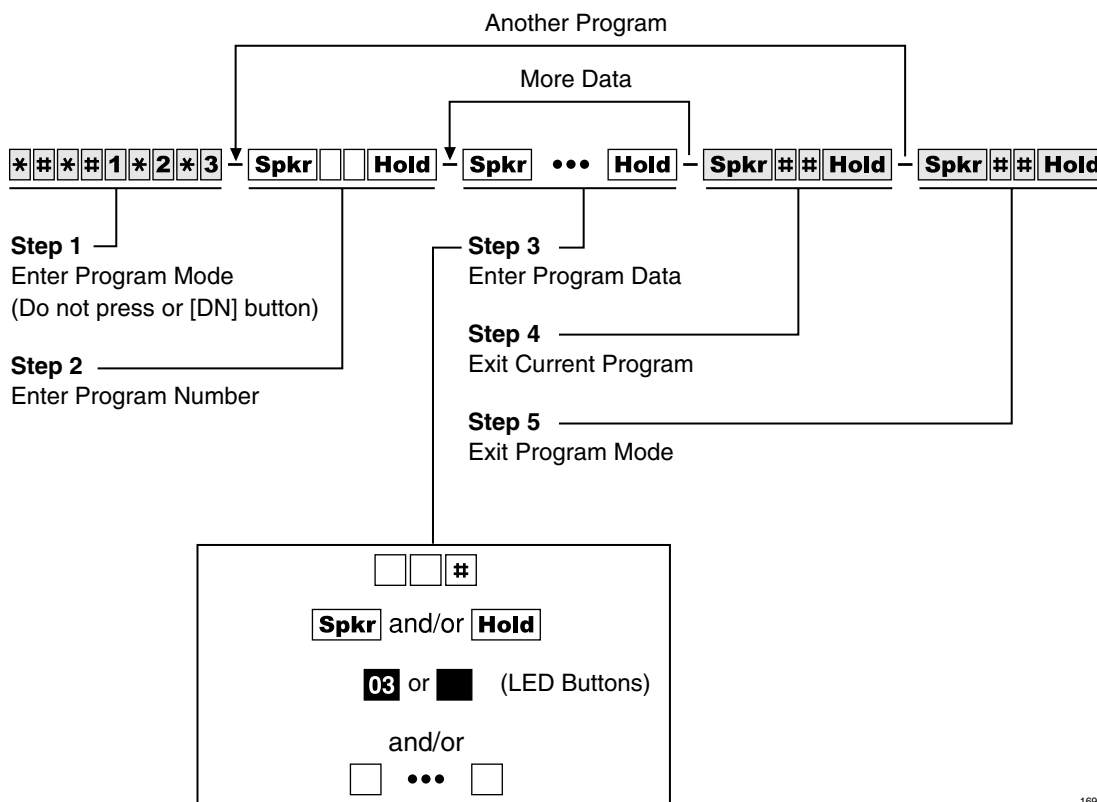 Another Program
More Data
*#*#1*2*3 Spkr Hold Spkr ••• Hold Spkr ## Hold Spkr ## Hold
Step 1
Enter Program Mode
(Do not press or [DN] button)
Step 2
Enter Program Number
Step 3
Enter Program Data
Step 4
Exit Current Program
Step 5
Exit Program Mode
#
Spkr and/or Hold
03 or (LED Buttons)
and/or
•••
169